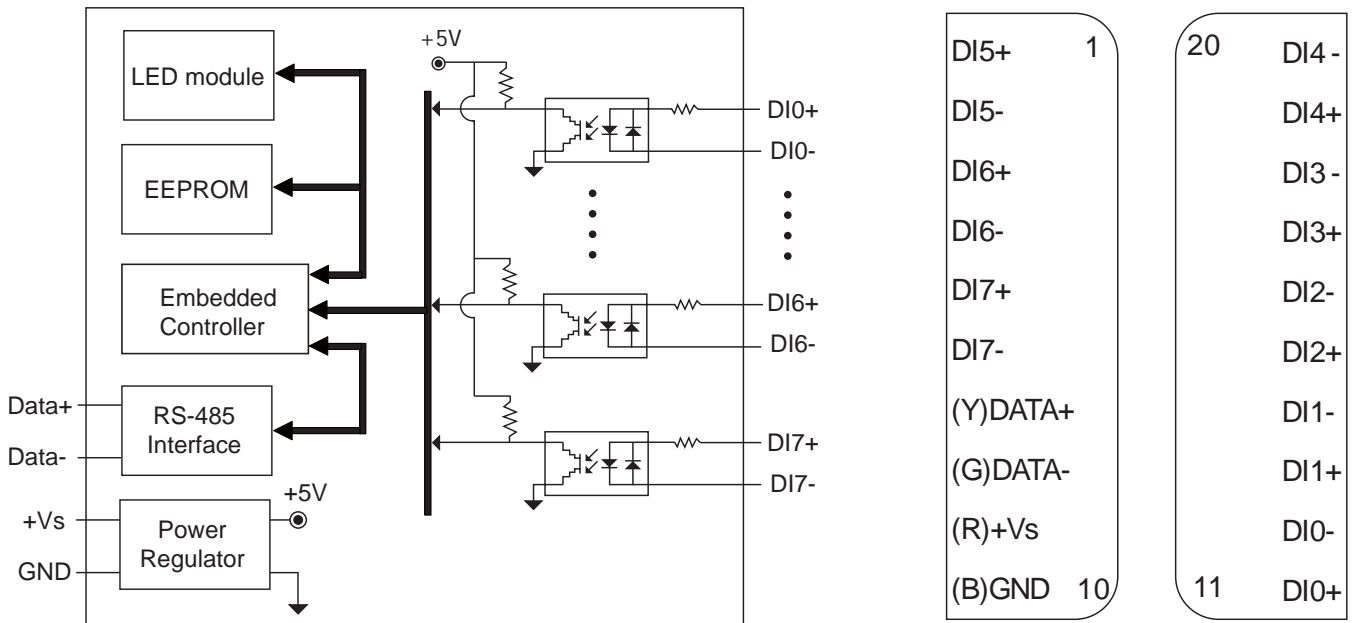 +5V
LED module
EEPROM
Embedded
Controller
RS-485
Interface
Data+
Data-
+5V
+Vs
GND
Power
Regulator
DI0+
DI0-
DI6+
DI6-
DI7+
DI7-
DI5+ 1
DI5-
DI6+
DI6-
DI7+
DI7-
(Y)DATA+
(G)DATA-
(R)+Vs
(B)GND 10
20 DI4 -
DI4+
DI3 -
DI3+
DI2-
DI2+
DI1-
DI1+
DI0-
11 DI0+